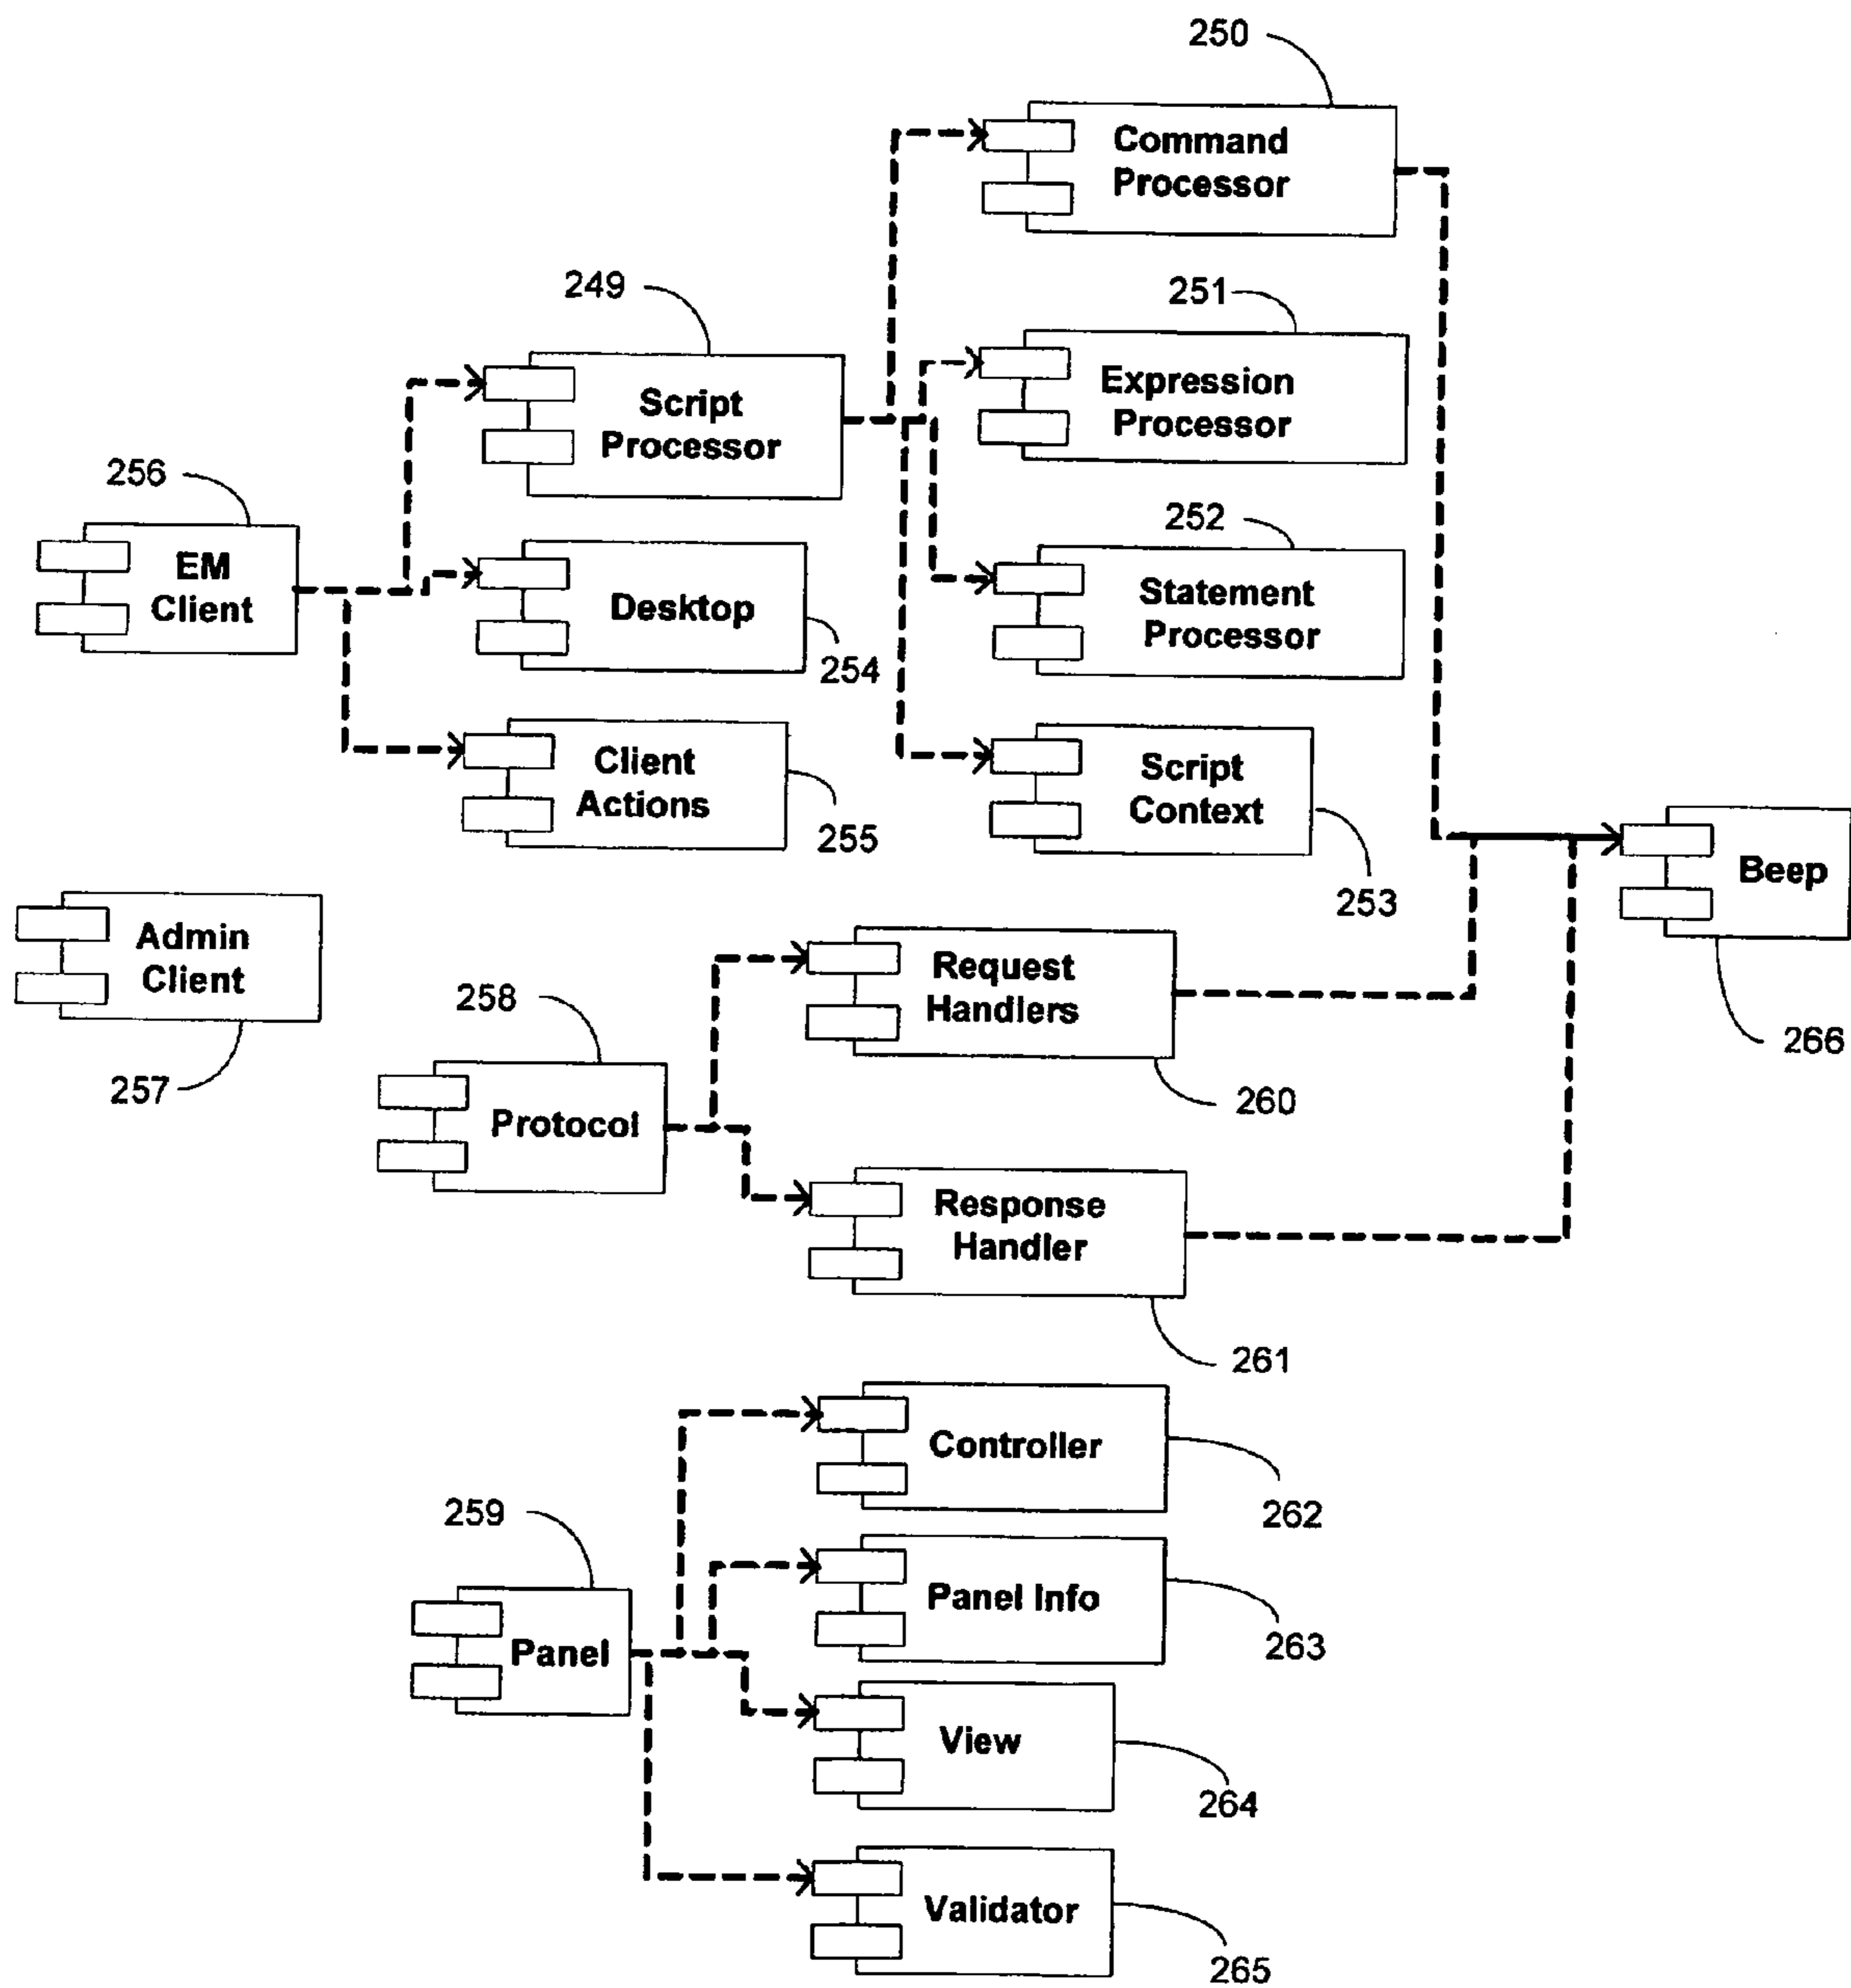 250
Command
Processor
249
251
Script
Processor
Expression
Processor
256
252
EM
Client
Desktop
254
Statement
Processor
Client
Actions
255
Script
Context
253
Beep
266
Admin
Client
257
Request
Handlers
260
258
Protocol
Response
Handler
261
Controller
262
259
Panel Info
263
Panel
View
264
Validator
265